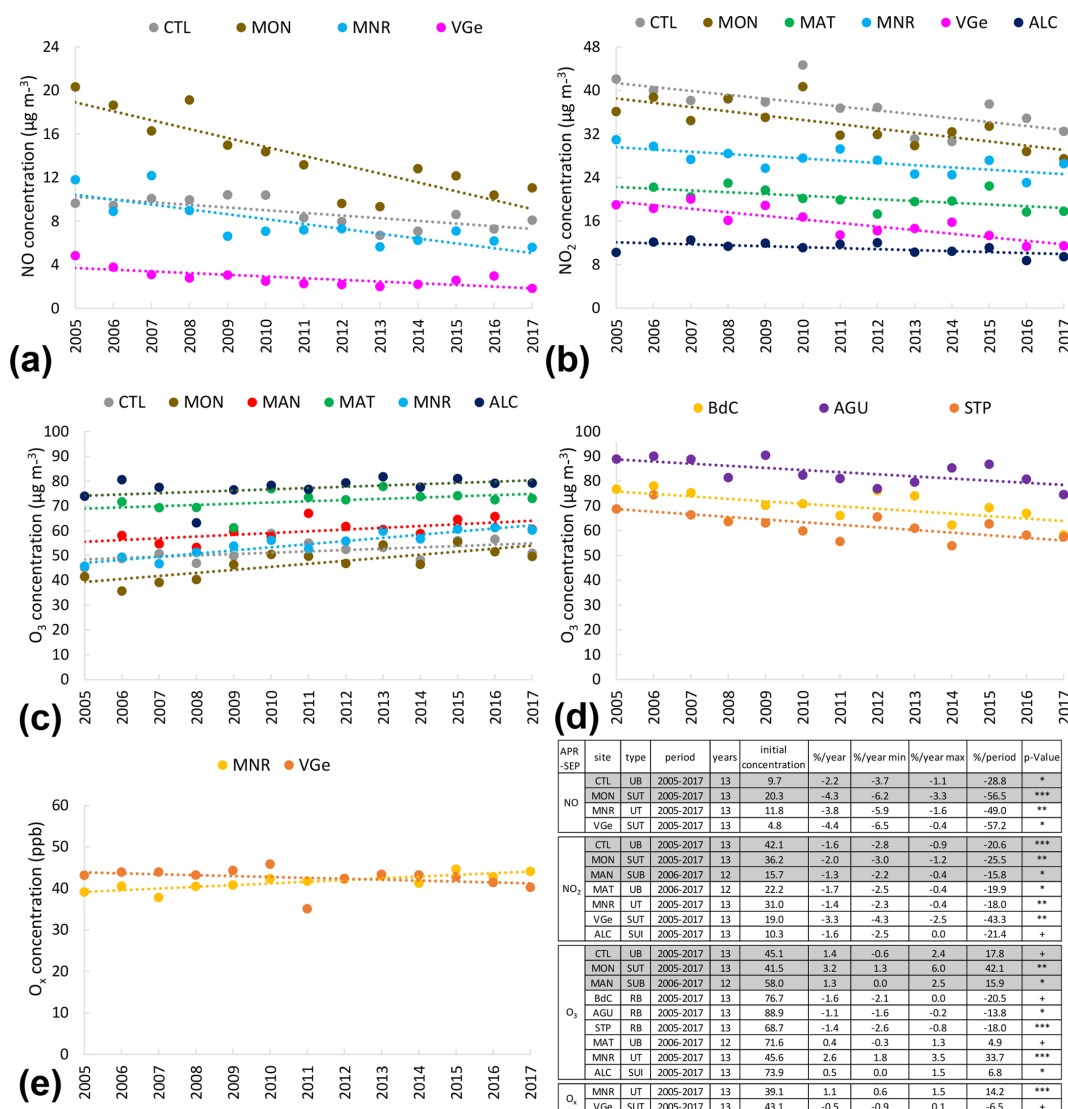 CTL MON MNR VGe
NO concentration (µg m⁻³)
24
20
16
12
8
4
0
2005 2006 2007 2008 2009 2010 2011 2012 2013 2014 2015 2016 2017
(a)
CTL MON MAT MNR VGe ALC
NO₂ concentration (µg m⁻³)
48
40
32
24
16
8
0
2005 2006 2007 2008 2009 2010 2011 2012 2013 2014 2015 2016 2017
(b)
CTL MON MAN MAT MNR ALC
O₃ concentration (µg m⁻³)
100
90
80
70
60
50
40
30
20
10
0
2005 2006 2007 2008 2009 2010 2011 2012 2013 2014 2015 2016 2017
(c)
BdC AGU STP
O₃ concentration (µg m⁻³)
100
90
80
70
60
50
40
30
20
10
0
2005 2006 2007 2008 2009 2010 2011 2012 2013 2014 2015 2016 2017
(d)
MNR VGe
Oₓ concentration (ppb)
60
50
40
30
20
10
0
2005 2006 2007 2008 2009 2010 2011 2012 2013 2014 2015 2016 2017
(e)
APR -SEP site type period years initial concentration %/year %/year min %/year max %/period p-Value
NO
CTL UB 2005-2017 13 9.7 -2.2 -3.7 -1.1 -28.8 *
MON SUT 2005-2017 13 20.3 -4.3 -6.2 -3.3 -56.5 ***
MNR UT 2005-2017 13 11.8 -3.8 -5.9 -1.6 -49.0 **
VGe SUT 2005-2017 13 4.8 -4.4 -6.5 -0.4 -57.2 *
NO₂
CTL UB 2005-2017 13 42.1 -1.6 -2.8 -0.9 -20.6 ***
MON SUT 2005-2017 13 36.2 -2.0 -3.0 -1.2 -25.5 **
MAN SUB 2006-2017 12 15.7 -1.3 -2.2 -0.4 -15.8 *
MAT UB 2006-2017 12 22.2 -1.7 -2.5 -0.4 -19.9 *
MNR UT 2005-2017 13 31.0 -1.4 -2.3 -0.4 -18.0 **
VGe SUT 2005-2017 13 19.0 -3.3 -4.3 -2.5 -43.3 **
ALC SUI 2005-2017 13 10.3 -1.6 -2.5 0.0 -21.4 +
O₃
CTL UB 2005-2017 13 45.1 1.4 -0.6 2.4 17.8 +
MON SUT 2005-2017 13 41.5 3.2 1.3 6.0 42.1 **
MAN SUB 2006-2017 12 58.0 1.3 0.0 2.5 15.9 *
BdC RB 2005-2017 13 76.7 -1.6 -2.1 0.0 -20.5 +
AGU RB 2005-2017 13 88.9 -1.1 -1.6 -0.2 -13.8 *
STP RB 2005-2017 13 68.7 -1.4 -2.6 -0.8 -18.0 ***
MAT UB 2006-2017 12 71.6 0.4 -0.3 1.3 4.9 +
MNR UT 2005-2017 13 45.6 2.6 1.8 3.5 33.7 ***
ALC SUI 2005-2017 13 73.9 0.5 0.0 1.5 6.8 *
Oₓ
MNR UT 2005-2017 13 39.1 1.1 0.6 1.5 14.2 ***
VGe SUT 2005-2017 13 43.1 -0.5 -0.9 0.1 -6.5 +